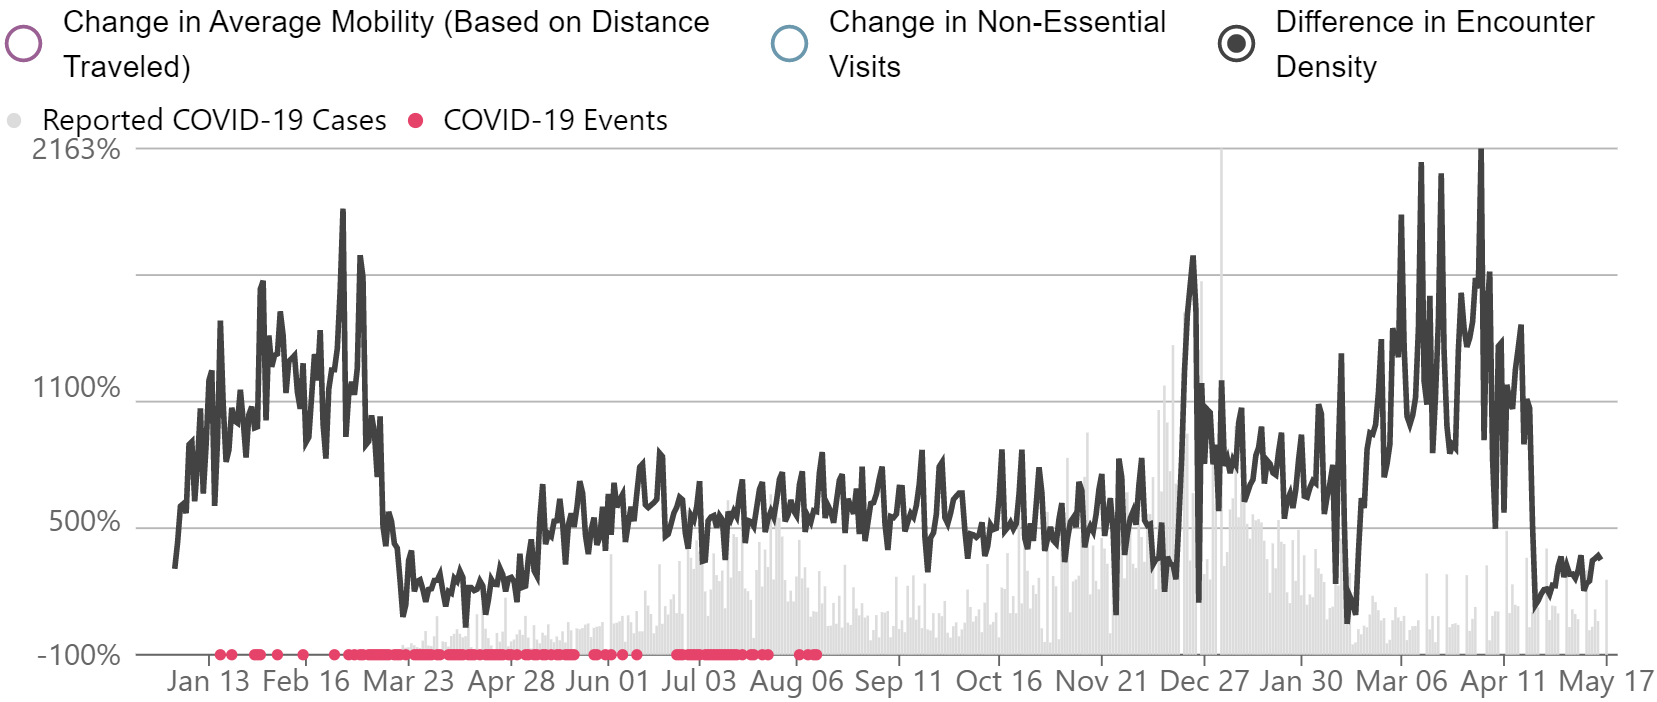 Change in Average Mobility (Based on Distance Traveled)
Change in Non-Essential Visits
Difference in Encounter Density
Reported COVID-19 Cases
COVID-19 Events
2163%
1100%
500%
-100%
Jan 13 Feb 16 Mar 23 Apr 28 Jun 01 Jul 03 Aug 06 Sep 11 Oct 16 Nov 21 Dec 27 Jan 30 Mar 06 Apr 11 May 17